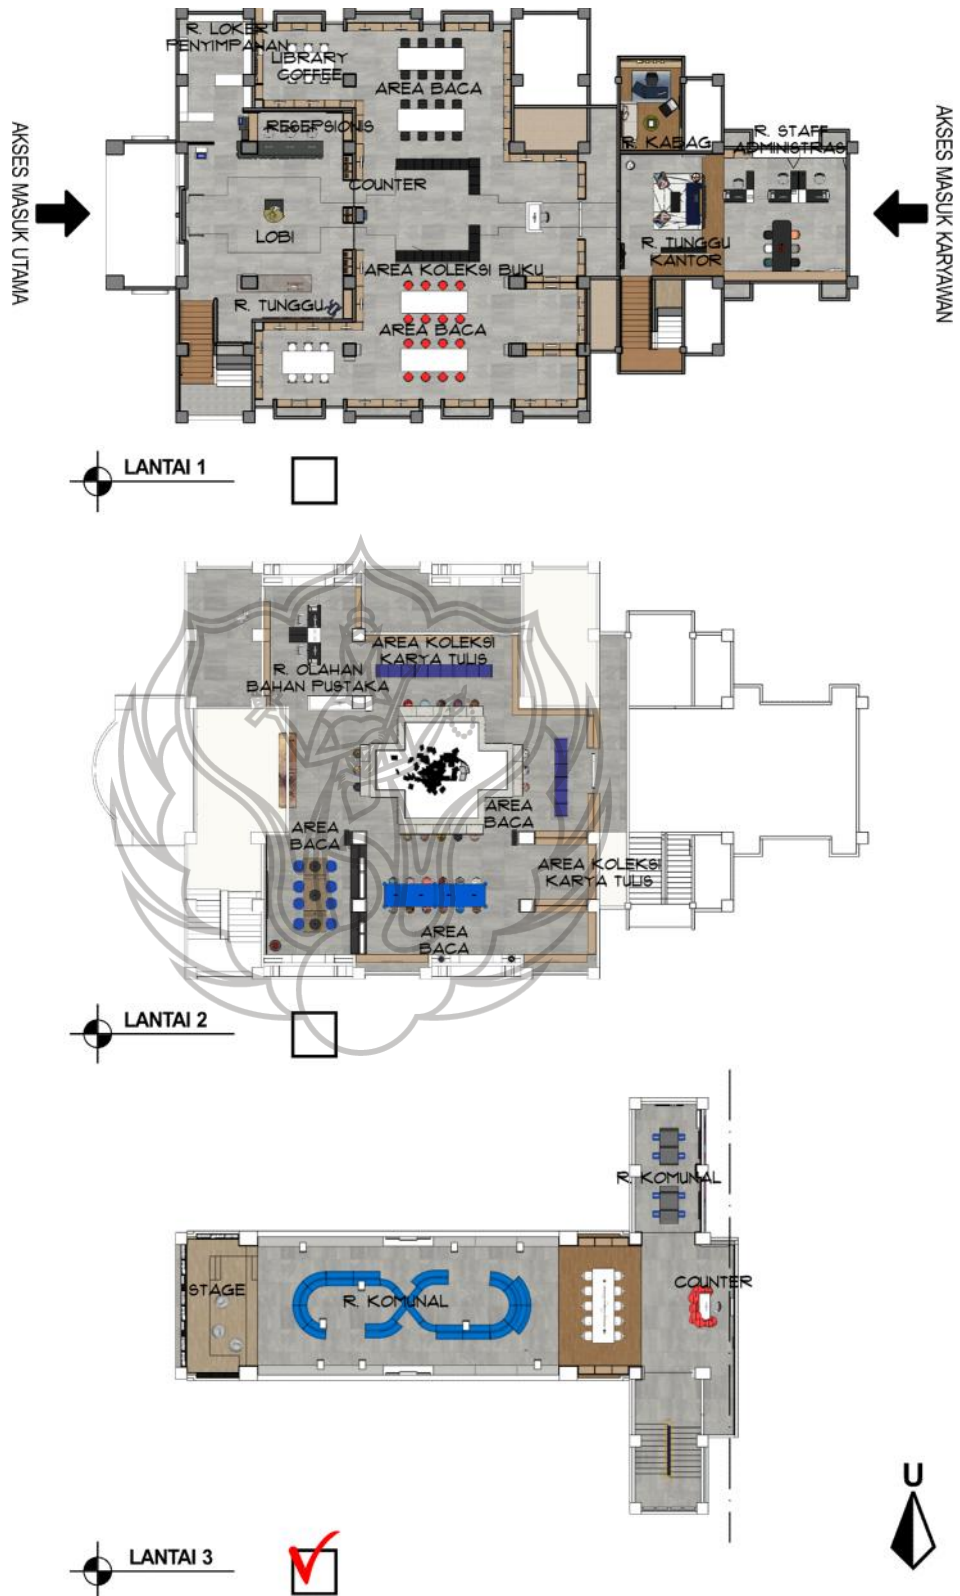 R. LOKER
PENYIMPANAN
LIBRARY
COFFEE
AREA BACA
RESEPSIONIS
R. KABAG
R. STAFF
ADMINISTRASI
AKSES MASUK UTAMA
AKSES MASUK KARYAWAN
COUNTER
LOBI
R. TUNGGU
KANTOR
AREA KOLEKSI BUKU
R. TUNGGU
AREA BACA
LANTAI 1
AREA KOLEKSI
KARYA TULIS
R. OLAHAN
BAHAN PUSTAKA
AREA
BACA
AREA
BACA
AREA KOLEKSI
KARYA TULIS
AREA
BACA
LANTAI 2
R. KOMUNAL
STAGE
R. KOMUNAL
COUNTER
U
LANTAI 3